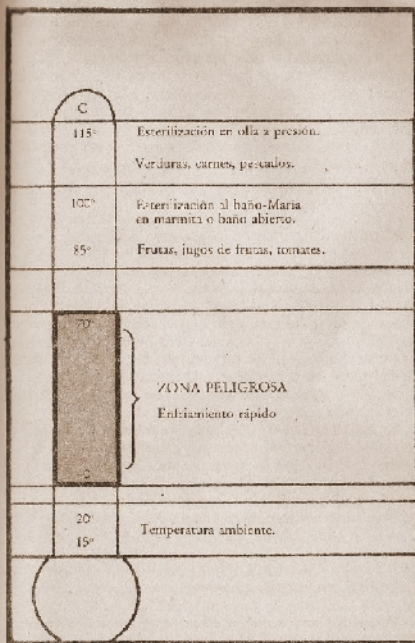 C
115° Esterilización en olla a presión.
Verduras, carnes, pescados.
100° Esterilización al baño-Maria
en marmita o baño abierto.
85° Frutas, jugos de frutas, tomates.
70°
ZONA PELIGROSA
Enfriamiento rápido
20°
Temperatura ambiente.
15°